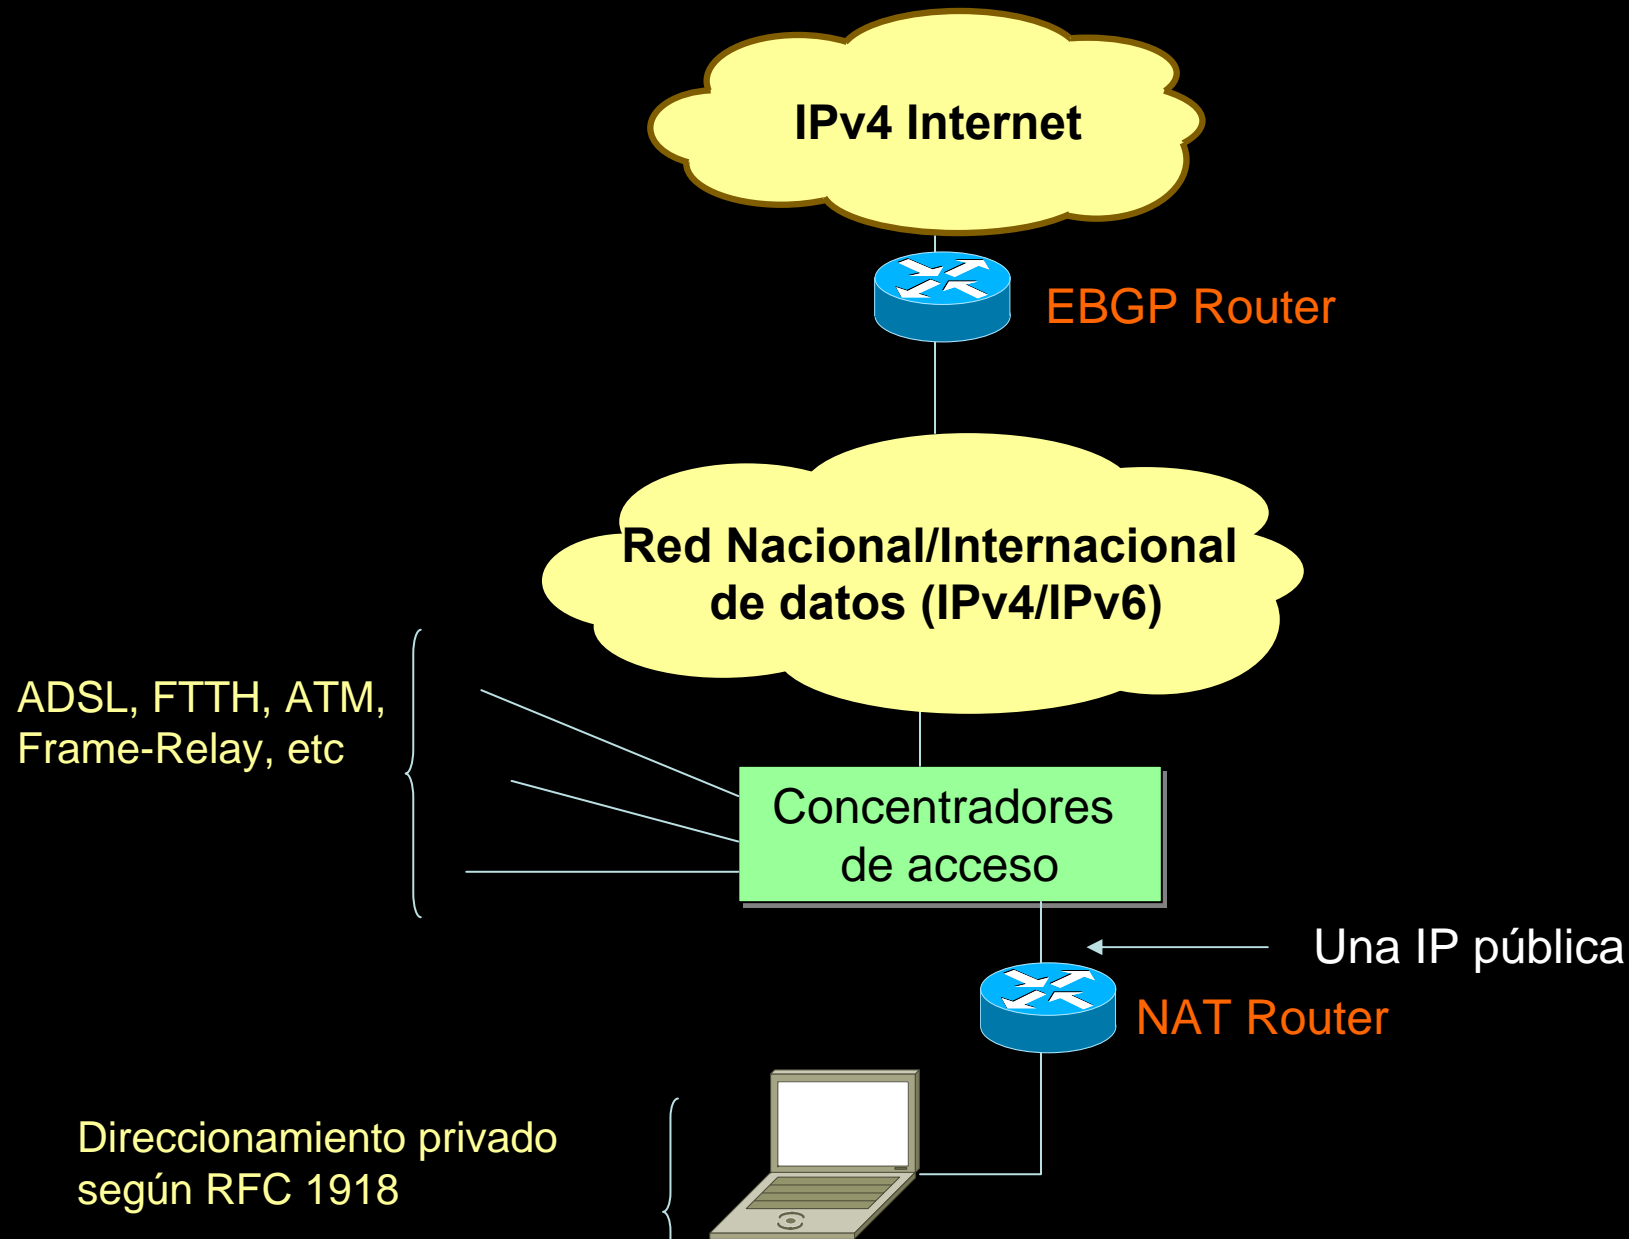 IPv4 Internet
EBGP Router
Red Nacional/Internacional
de datos (IPv4/IPv6)
ADSL, FTTH, ATM,
Frame-Relay, etc
Concentradores
de acceso
Una IP pública
NAT Router
Direccionamiento privado
según RFC 1918